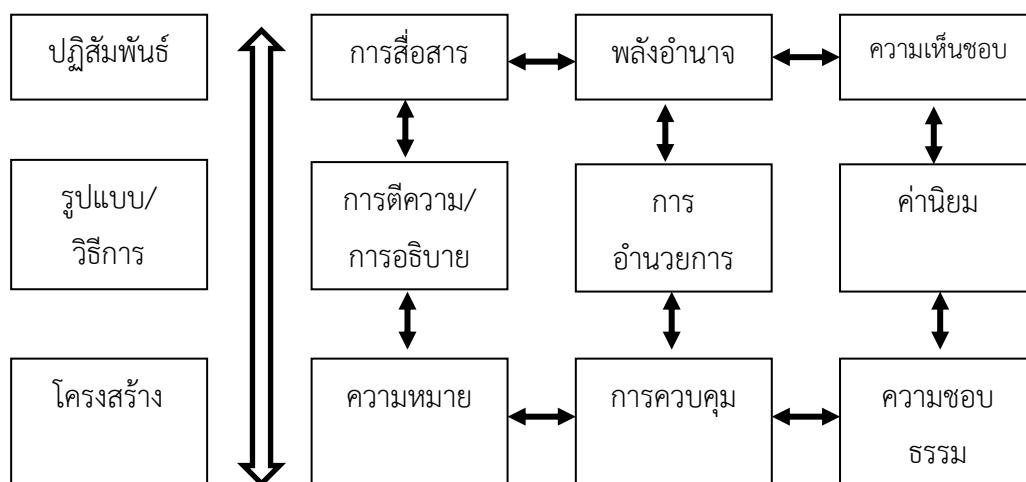 ปฏิสัมพันธ์
การสื่อสาร
พลังอำนาจ
ความเห็นชอบ
รูปแบบ/
วิธีการ
การตีความ/
การอธิบาย
การ
อำนวยการ
ค่านิยม
โครงสร้าง
ความหมาย
การควบคุม
ความชอบ
ธรรม